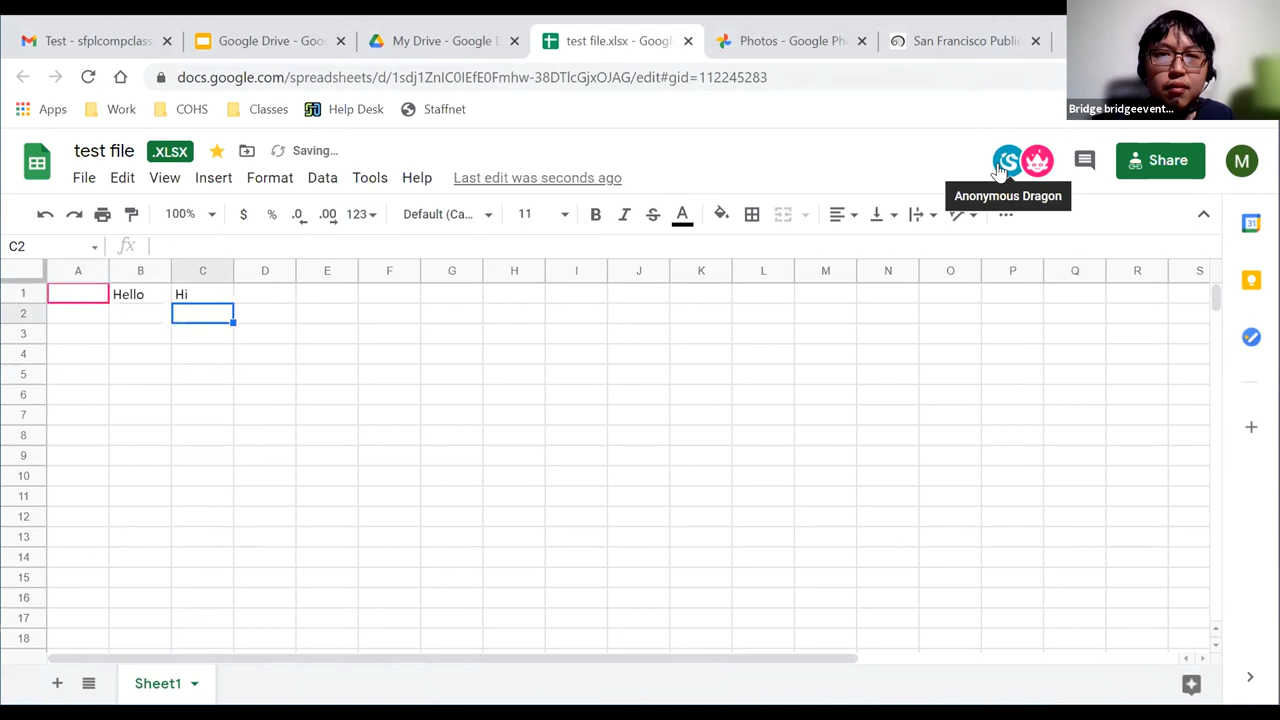 Test - sfplcompclass
Google Drive - Goo
My Drive - Google
test file.xlsx - Goog
Photos - Google Ph
San Francisco Public
docs.google.com/spreadsheets/d/1sdj1ZnIC0IEfE0Fmhw-38DTlcGjxOJAG/edit#gid=112245283
Bridge bridgeevent...
Apps
Work
COHS
Classes
Help Desk
Staffnet
test file
.XLSX
Saving...
Share
M
File
Edit
View
Insert
Format
Data
Tools
Help
Last edit was seconds ago
Anonymous Dragon
100%
$
%
.0
.00
123
Default (Ca...
11
B
I
S
A
31
C2
fx
A B C D E F G H I J K L M N O P Q R S
1 Hello Hi
2
3
4
5
6
7
8
9
10
11
12
13
14
15
16
17
18
Sheet1